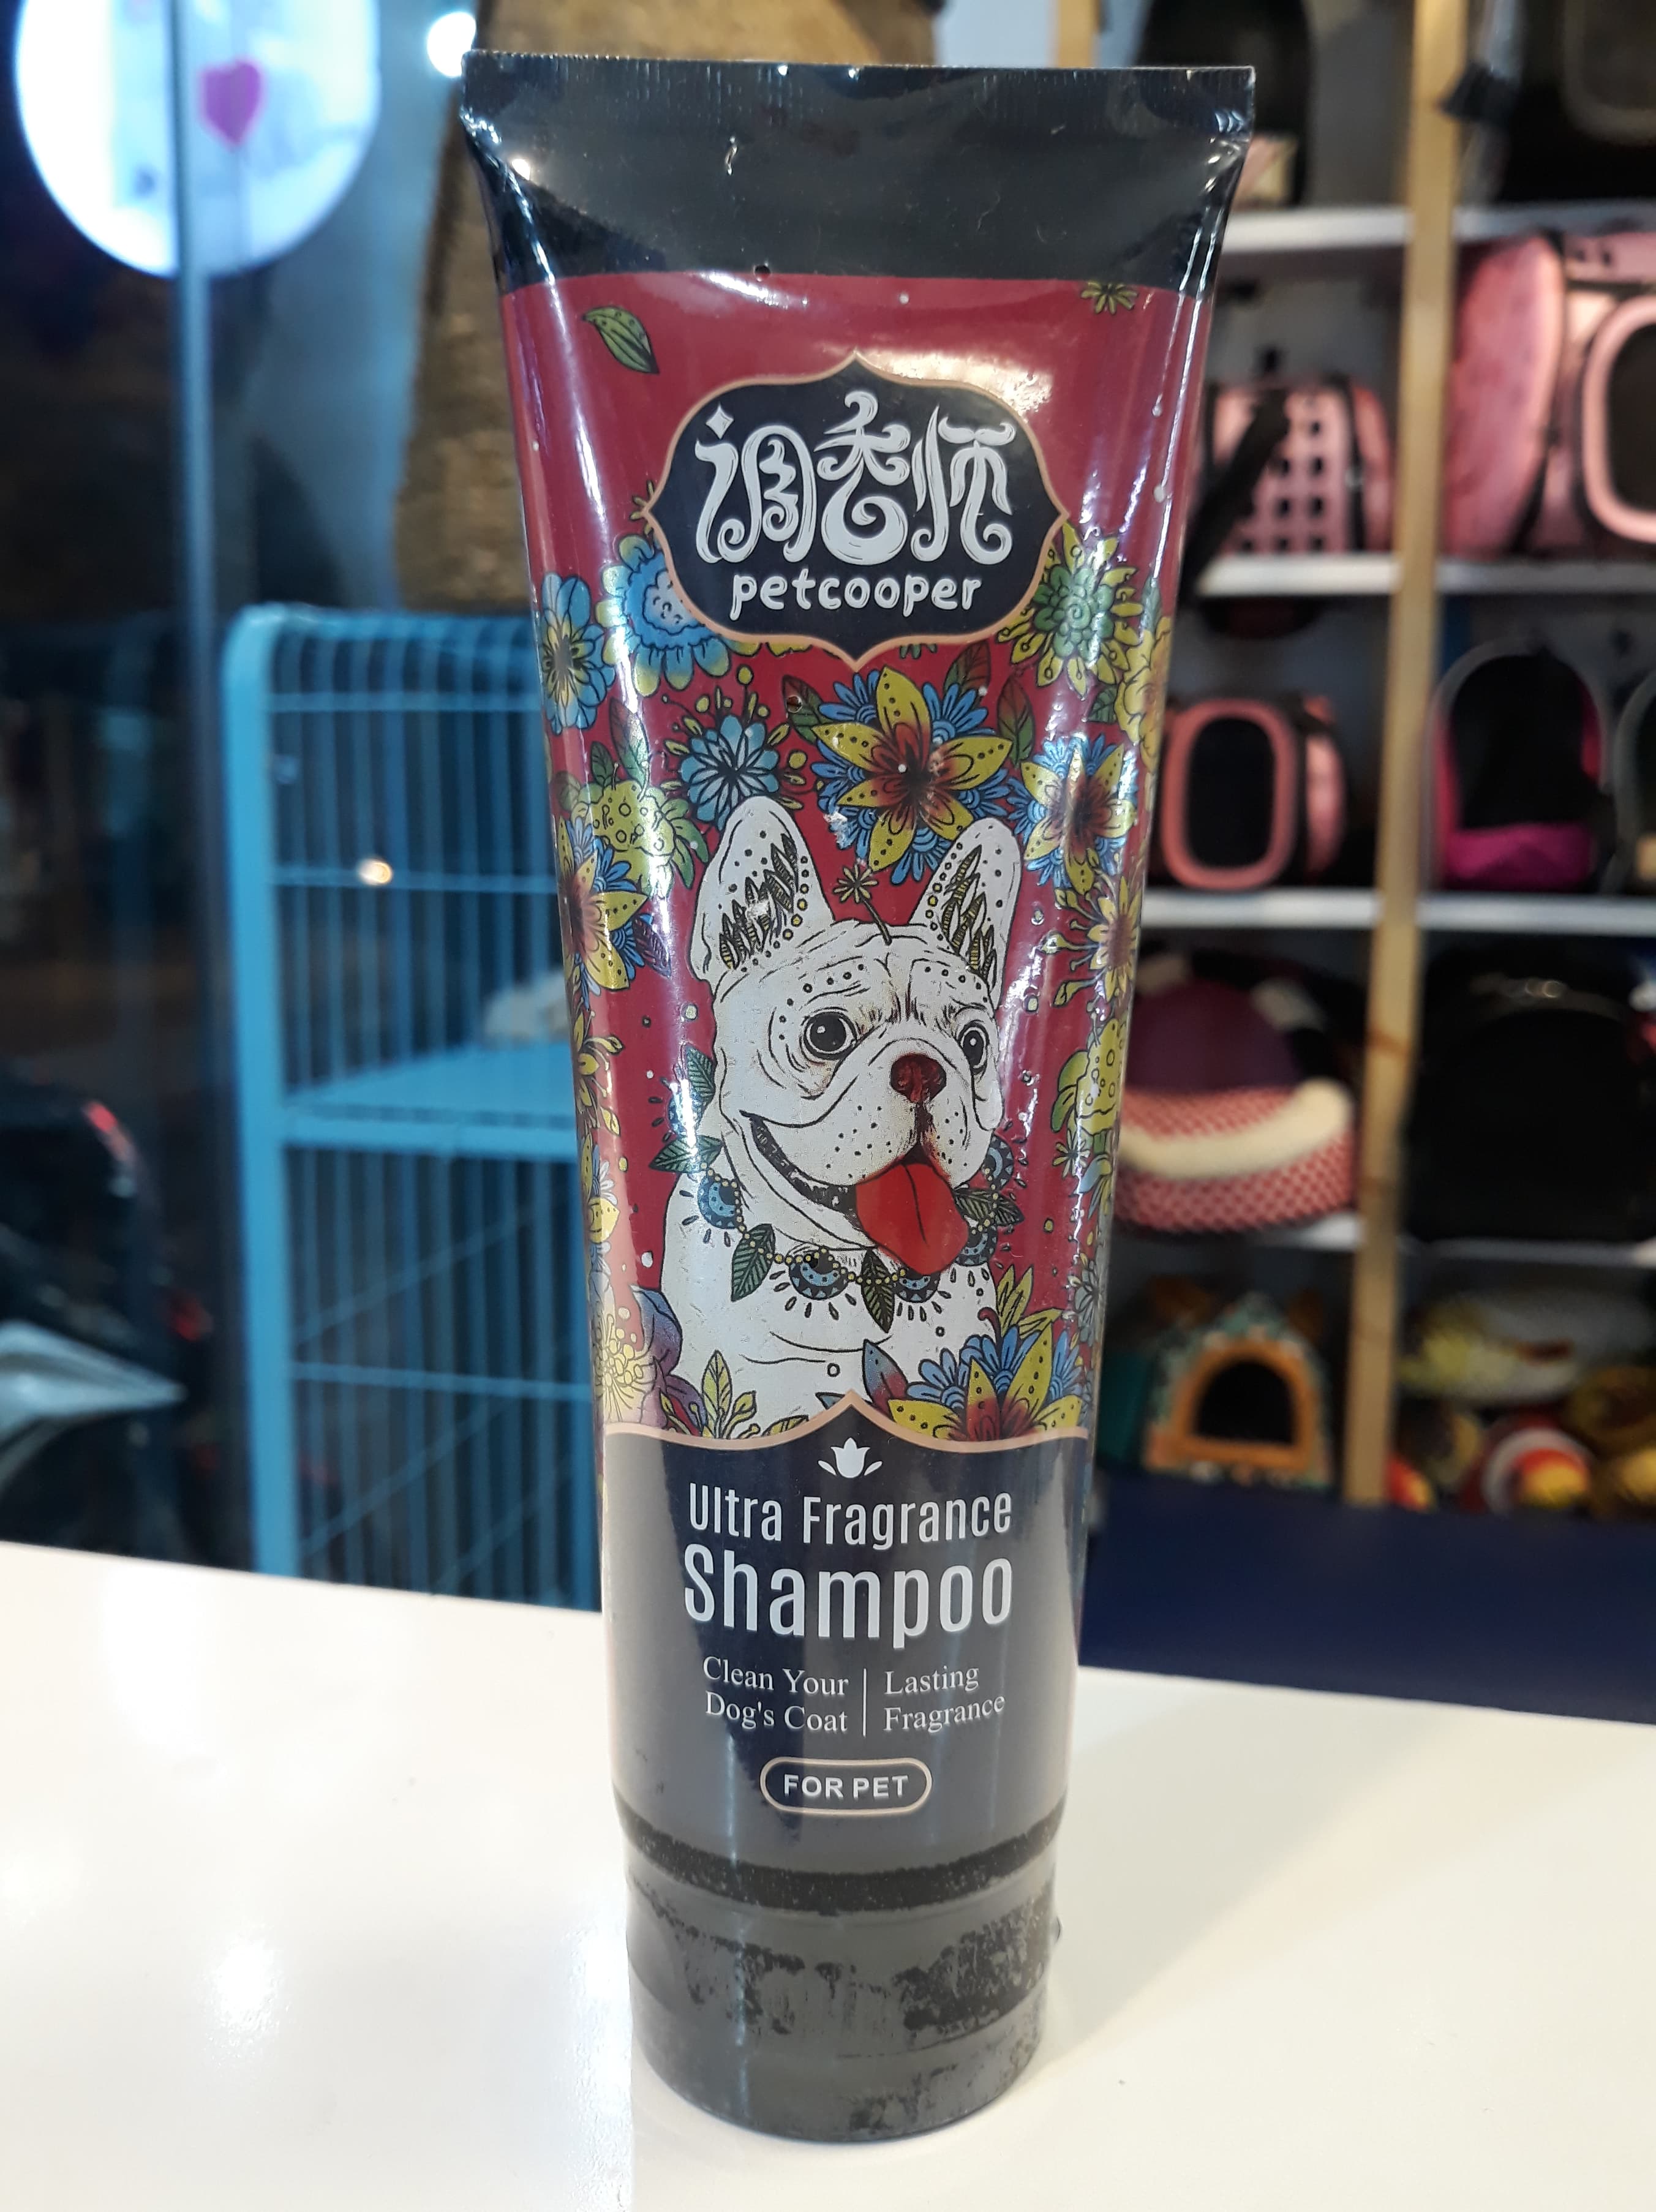 调香师
petcooper
Ultra Fragrance
Shampoo
Clean Your
Dog's Coat
Lasting
Fragrance
FOR PET